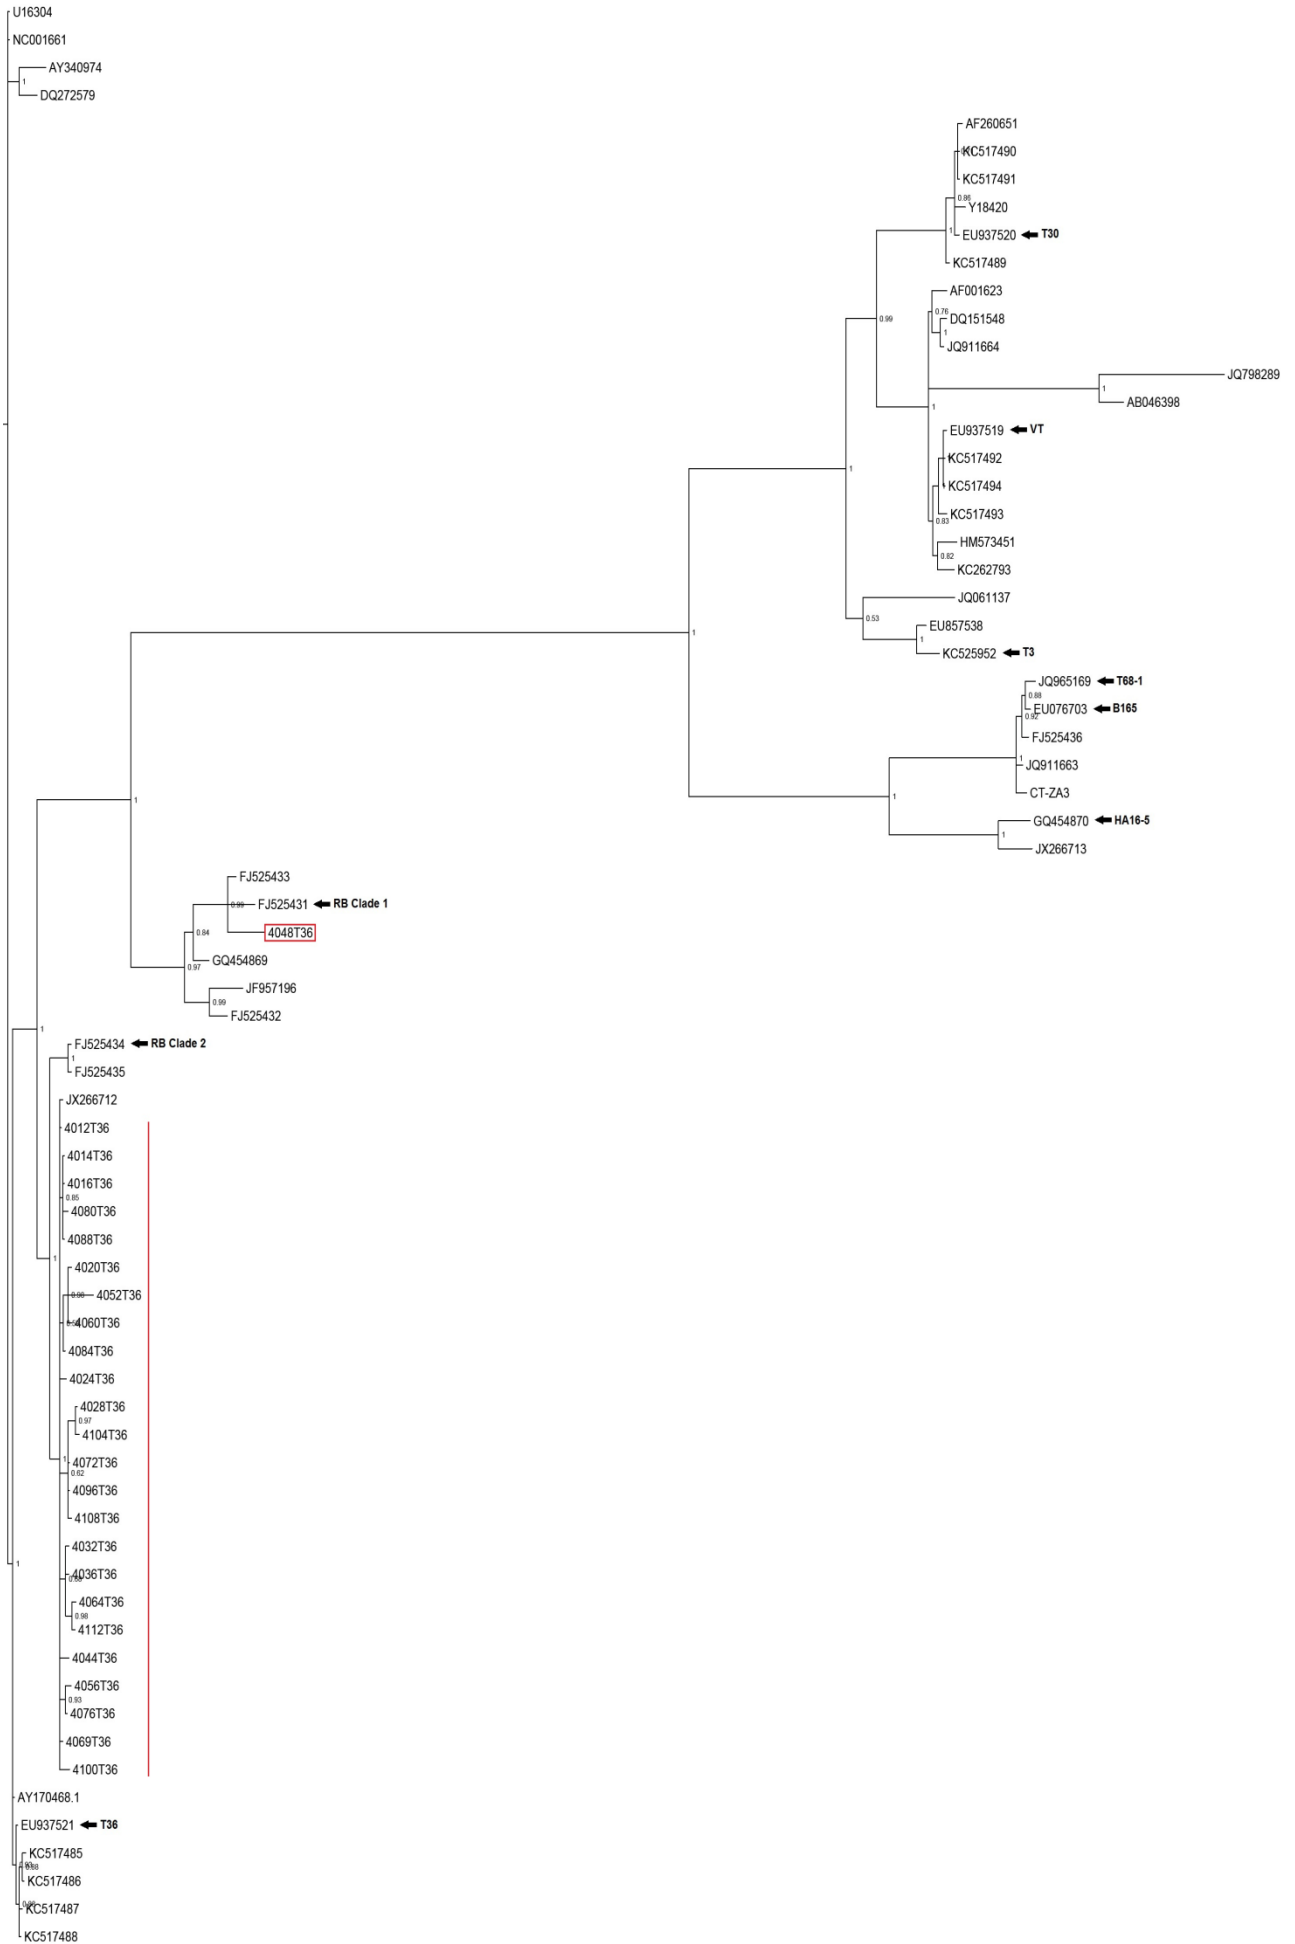 U16304
NC001661
AY340974
1
DQ272579
AF260651
KC517490
KC517491
0.86
Y18420
1
EU937520 T30
KC517489
AF001623
0.76
DQ151548
0.99
1
JQ911664
JQ798289
1
AB046398
1
EU937519 VT
KC517492
1
KC517494
KC517493
0.83
HM573451
0.82
KC262793
JQ061137
0.53
EU857538
1
1
KC525952 T3
JQ965169 T68-1
0.88
EU076703 B165
0.92
FJ525436
1
JQ911663
CT-ZA3
1
1
GQ454870 HA16-5
1
JX266713
FJ525433
0.99
FJ525431 RB Clade 1
0.84
4048T36
GQ454869
0.97
JF957196
0.99
FJ525432
1
FJ525434 RB Clade 2
1
FJ525435
JX266712
4012T36
4014T36
4016T36
0.85
4080T36
4088T36
1
4020T36
0.98
4052T36
4060T36
4084T36
4024T36
4028T36
0.97
4104T36
1
4072T36
0.62
4096T36
4108T36
4032T36
1
4036T36
4064T36
0.98
4112T36
4044T36
4056T36
0.93
4076T36
4069T36
4100T36
AY170468.1
EU937521 T36
KC517485
KC517486
KC517487
KC517488